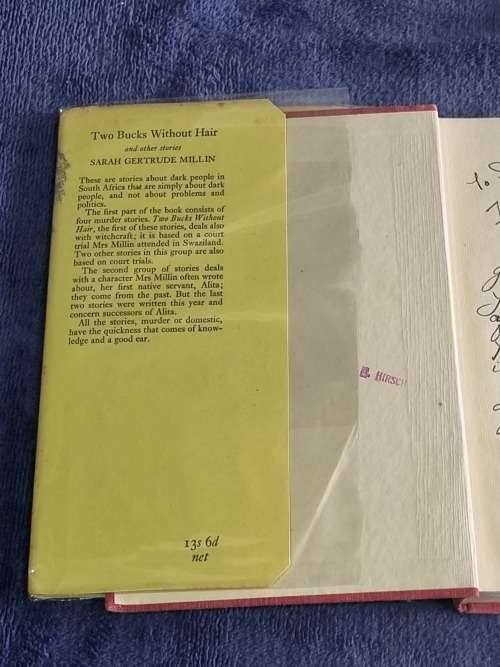 Two Bucks Without Hair
and other stories
SARAH GERTRUDE MILLIN
These are stories about dark people in
South Africa that are simply about dark
people, and not about problems and
politics.
The first part of the book consists of
four murder stories. Two Bucks Without
Hair, the first of these stories, deals also
with witchcraft; it is based on a court
trial Mrs Millin attended in Swaziland.
Two other stories in this group are also
based on court trials.
The second group of stories deals
with a character Mrs Millin often wrote
about, her first native servant, Alita;
they come from the past. But the last
two stories were written this year and
concern successors of Alita.
All the stories, murder or domestic,
have the quickness that comes of know-
ledge and a good ear.
13s 6d
net
HIRSCH
To